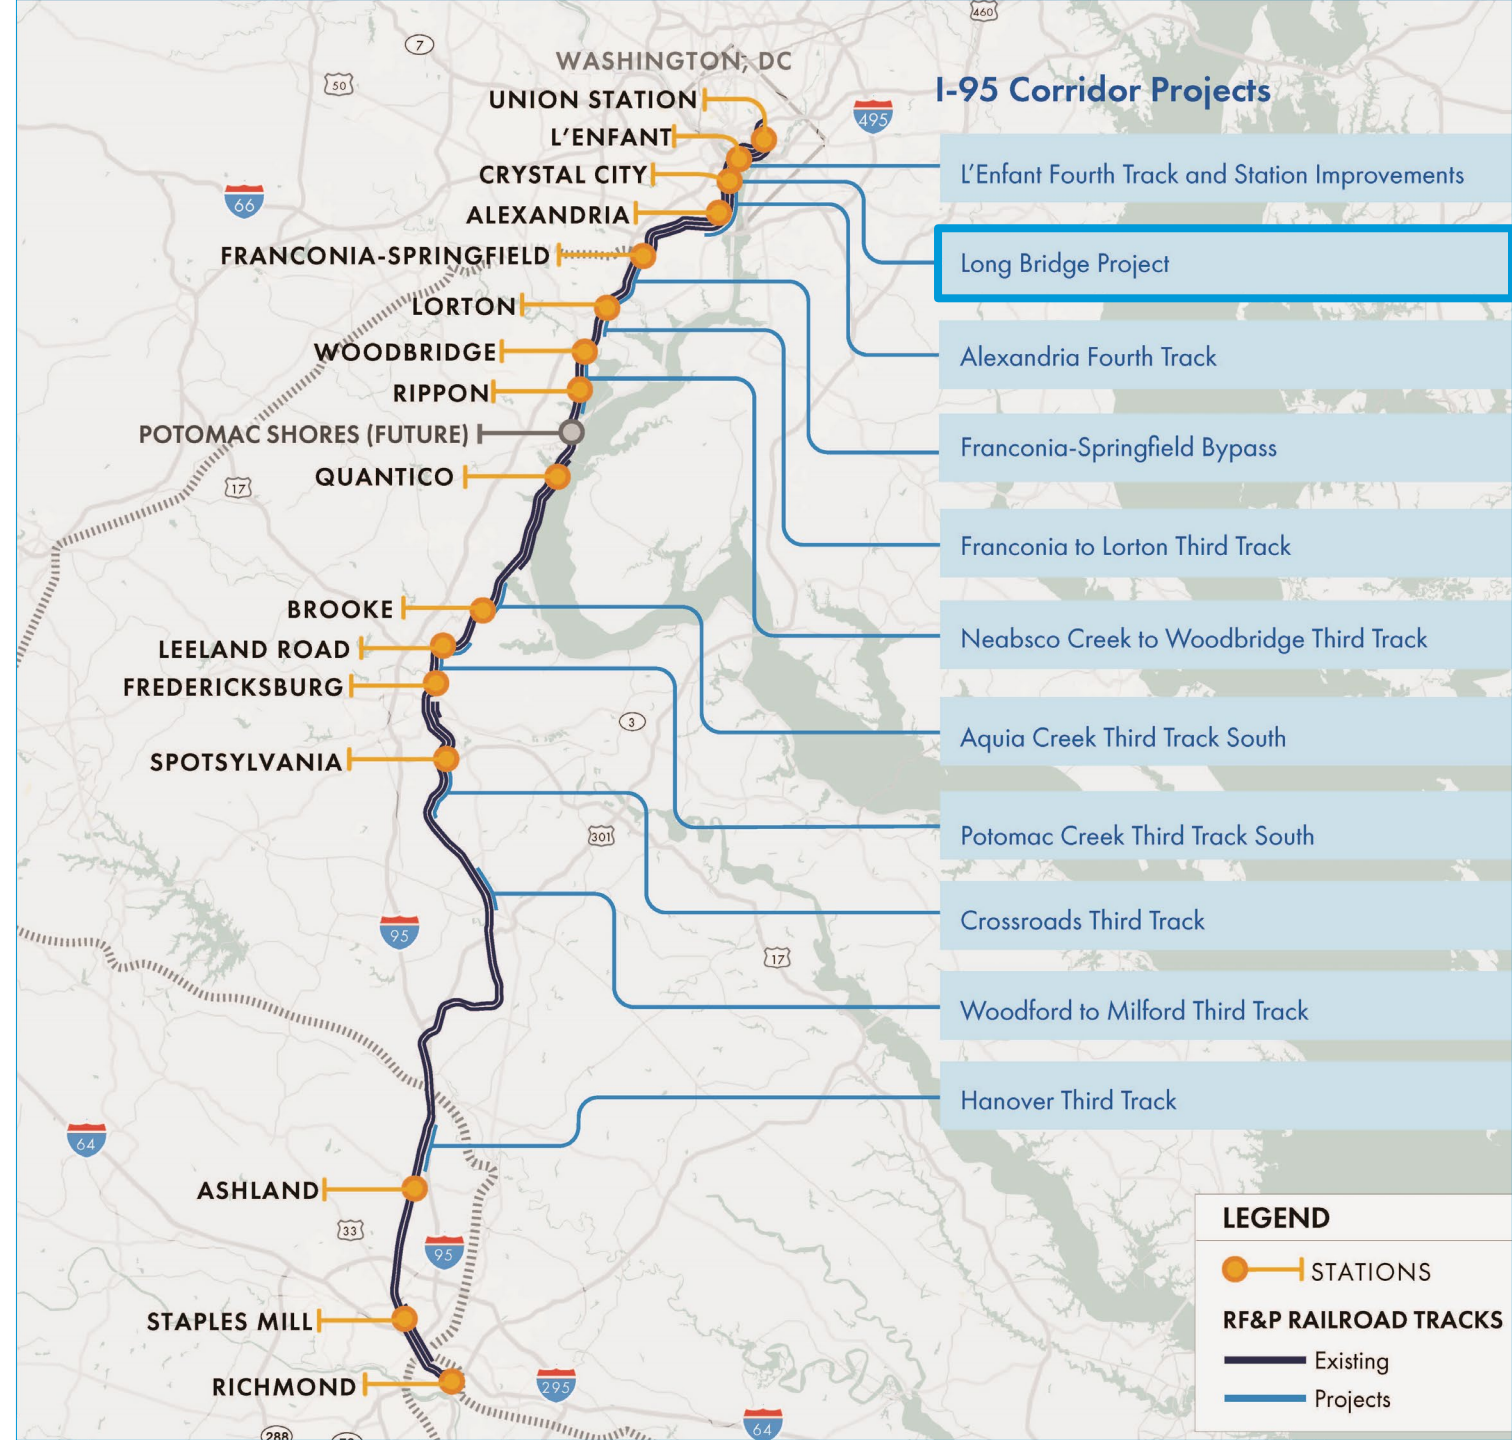 460
7
WASHINGTON, DC
50
I-95 Corridor Projects
UNION STATION
495
L'ENFANT
CRYSTAL CITY
L'Enfant Fourth Track and Station Improvements
66
ALEXANDRIA
FRANCONIA-SPRINGFIELD
Long Bridge Project
LORTON
WOODBRIDGE
Alexandria Fourth Track
RIPPON
POTOMAC SHORES (FUTURE)
Franconia-Springfield Bypass
QUANTICO
17
Franconia to Lorton Third Track
BROOKE
LEELAND ROAD
Neabsco Creek to Woodbridge Third Track
FREDERICKSBURG
3
Aquia Creek Third Track South
SPOTSYLVANIA
301
Potomac Creek Third Track South
95
Crossroads Third Track
17
Woodford to Milford Third Track
Hanover Third Track
64
ASHLAND
33
95
LEGEND
STATIONS
STAPLES MILL
RF&P RAILROAD TRACKS
Existing
RICHMOND
295
Projects
64
288